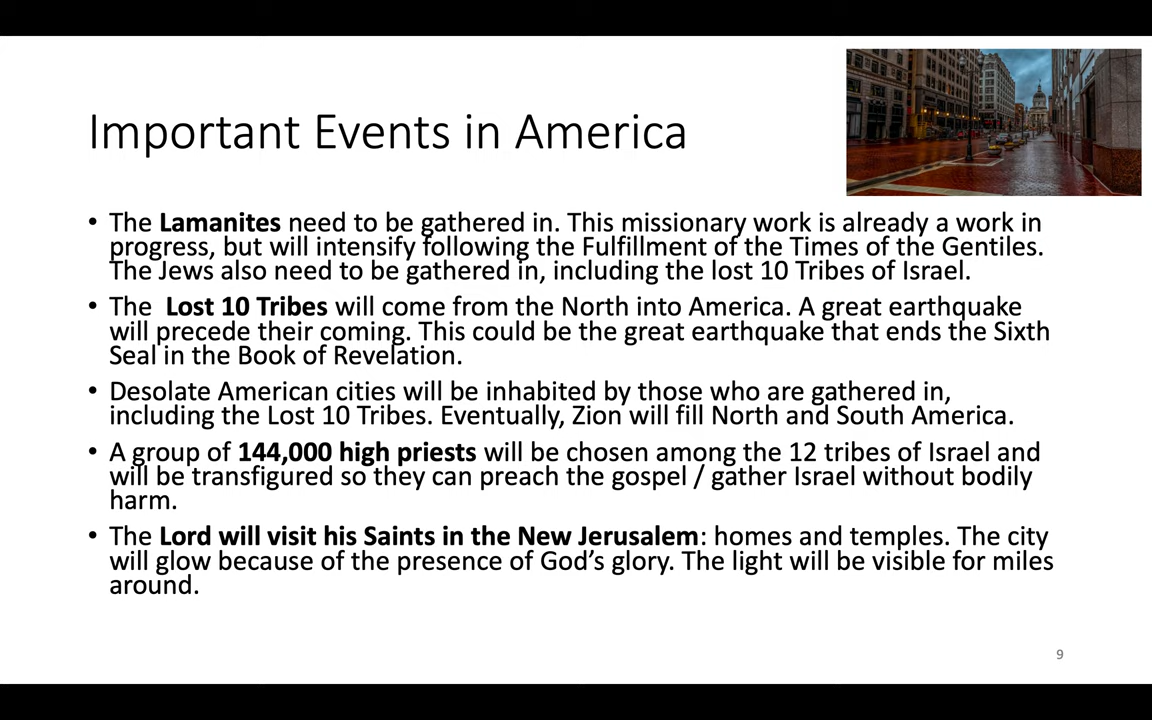 Important Events in America
• The Lamanites need to be gathered in. This missionary work is already a work in
progress, but will intensify following the Fulfillment of the Times of the Gentiles.
The Jews also need to be gathered in, including the lost 10 Tribes of Israel.
• The  Lost 10 Tribes will come from the North into America. A great earthquake
will precede their coming. This could be the great earthquake that ends the Sixth
Seal in the Book of Revelation.
• Desolate American cities will be inhabited by those who are gathered in,
including the Lost 10 Tribes. Eventually, Zion will fill North and South America.
• A group of 144,000 high priests will be chosen among the 12 tribes of Israel and
will be transfigured so they can preach the gospel / gather Israel without bodily
harm.
• The Lord will visit his Saints in the New Jerusalem: homes and temples. The city
will glow because of the presence of God’s glory. The light will be visible for miles
around.
9